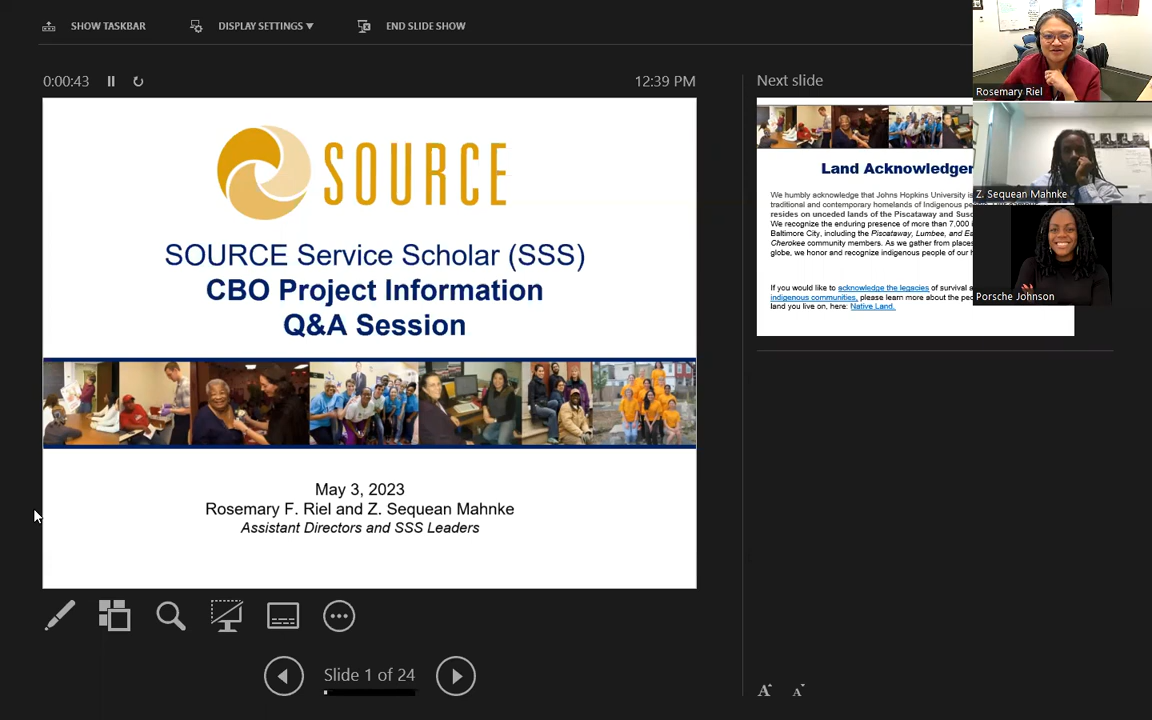 SHOW TASKBAR
DISPLAY SETTINGS ▼
END SLIDE SHOW
0:00:43
12:39 PM
SOURCE
SOURCE Service Scholar (SSS)
CBO Project Information
Q&A Session
May 3, 2023
Rosemary F. Riel and Z. Sequean Mahnke
Assistant Directors and SSS Leaders
Slide 1 of 24
Next slide
Land Acknowledge
We humbly acknowledge that Johns Hopkins University is
traditional and contemporary homelands of Indigenous
resides on unceded lands of the Piscataway and
We recognize the enduring presence of more than 7,000
Baltimore City, including the Piscataway, Lumbee, and
Cherokee community members. As we gather from places
globe, we honor and recognize indigenous people of our
If you would like to acknowledge the legacies of survival
indigenous communities, please learn more about the
land you live on, here: Native Land.
Rosemary Riel
Z. Sequean Mahnke
Porsche Johnson
A
A